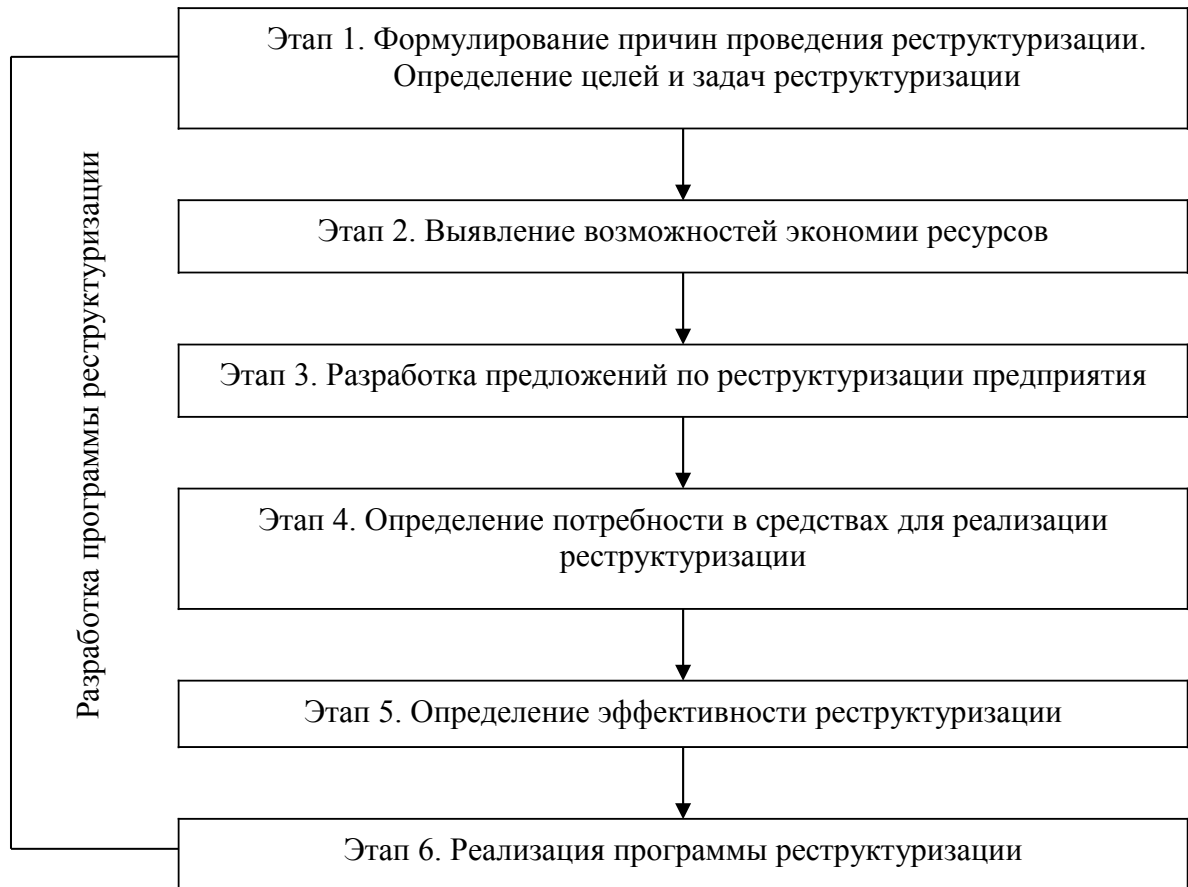 Этап 1. Формулирование причин проведения реструктуризации.
Определение целей и задач реструктуризации
Разработка программы реструктуризации
Этап 2. Выявление возможностей экономии ресурсов
Этап 3. Разработка предложений по реструктуризации предприятия
Этап 4. Определение потребности в средствах для реализации
реструктуризации
Этап 5. Определение эффективности реструктуризации
Этап 6. Реализация программы реструктуризации